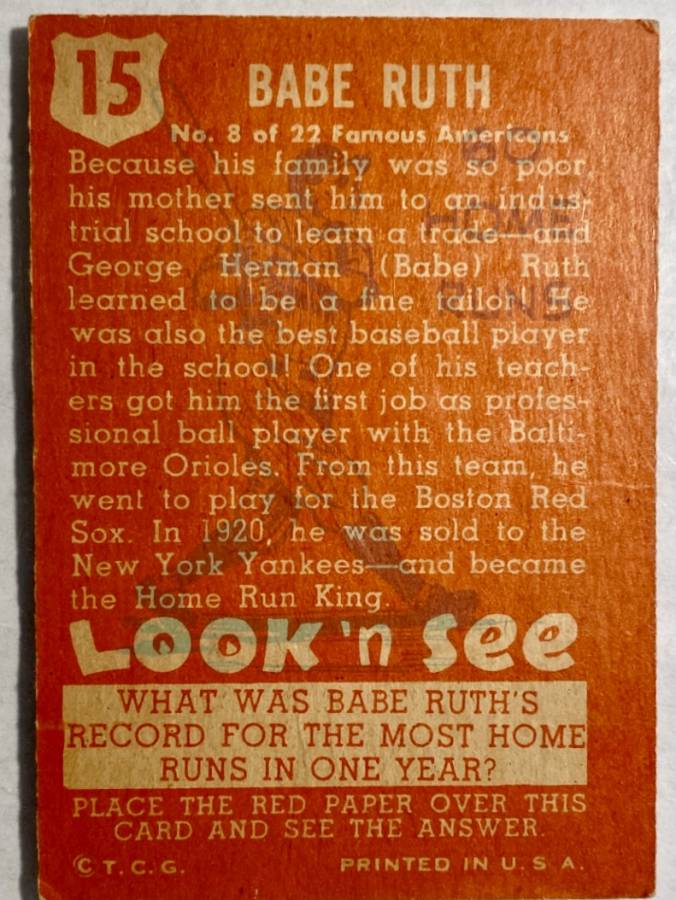 15
BABE RUTH
No. 8 of 22 Famous Americans
Because his family was so poor
his mother sent him to an indus-
trial school to learn a trade—and
George Herman (Babe) Ruth
learned to be a fine tailor! He
was also the best baseball player
in the school! One of his teach-
ers got him the first job as profes-
sional ball player with the Balti-
more Orioles. From this team, he
went to play for the Boston Red
Sox. In 1920, he was sold to the
New York Yankees—and became
the Home Run King.
60
HOME
RUNS
LOOK 'n SEE
WHAT WAS BABE RUTH'S
RECORD FOR THE MOST HOME
RUNS IN ONE YEAR?
PLACE THE RED PAPER OVER THIS
CARD AND SEE THE ANSWER.
© T. C. G. PRINTED IN U. S. A.